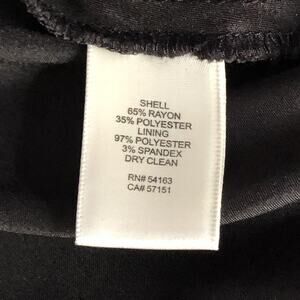 SHELL
65% RAYON
35% POLYESTER
LINING
97% POLYESTER
3% SPANDEX
DRY CLEAN
RN# 54163
CA# 57151